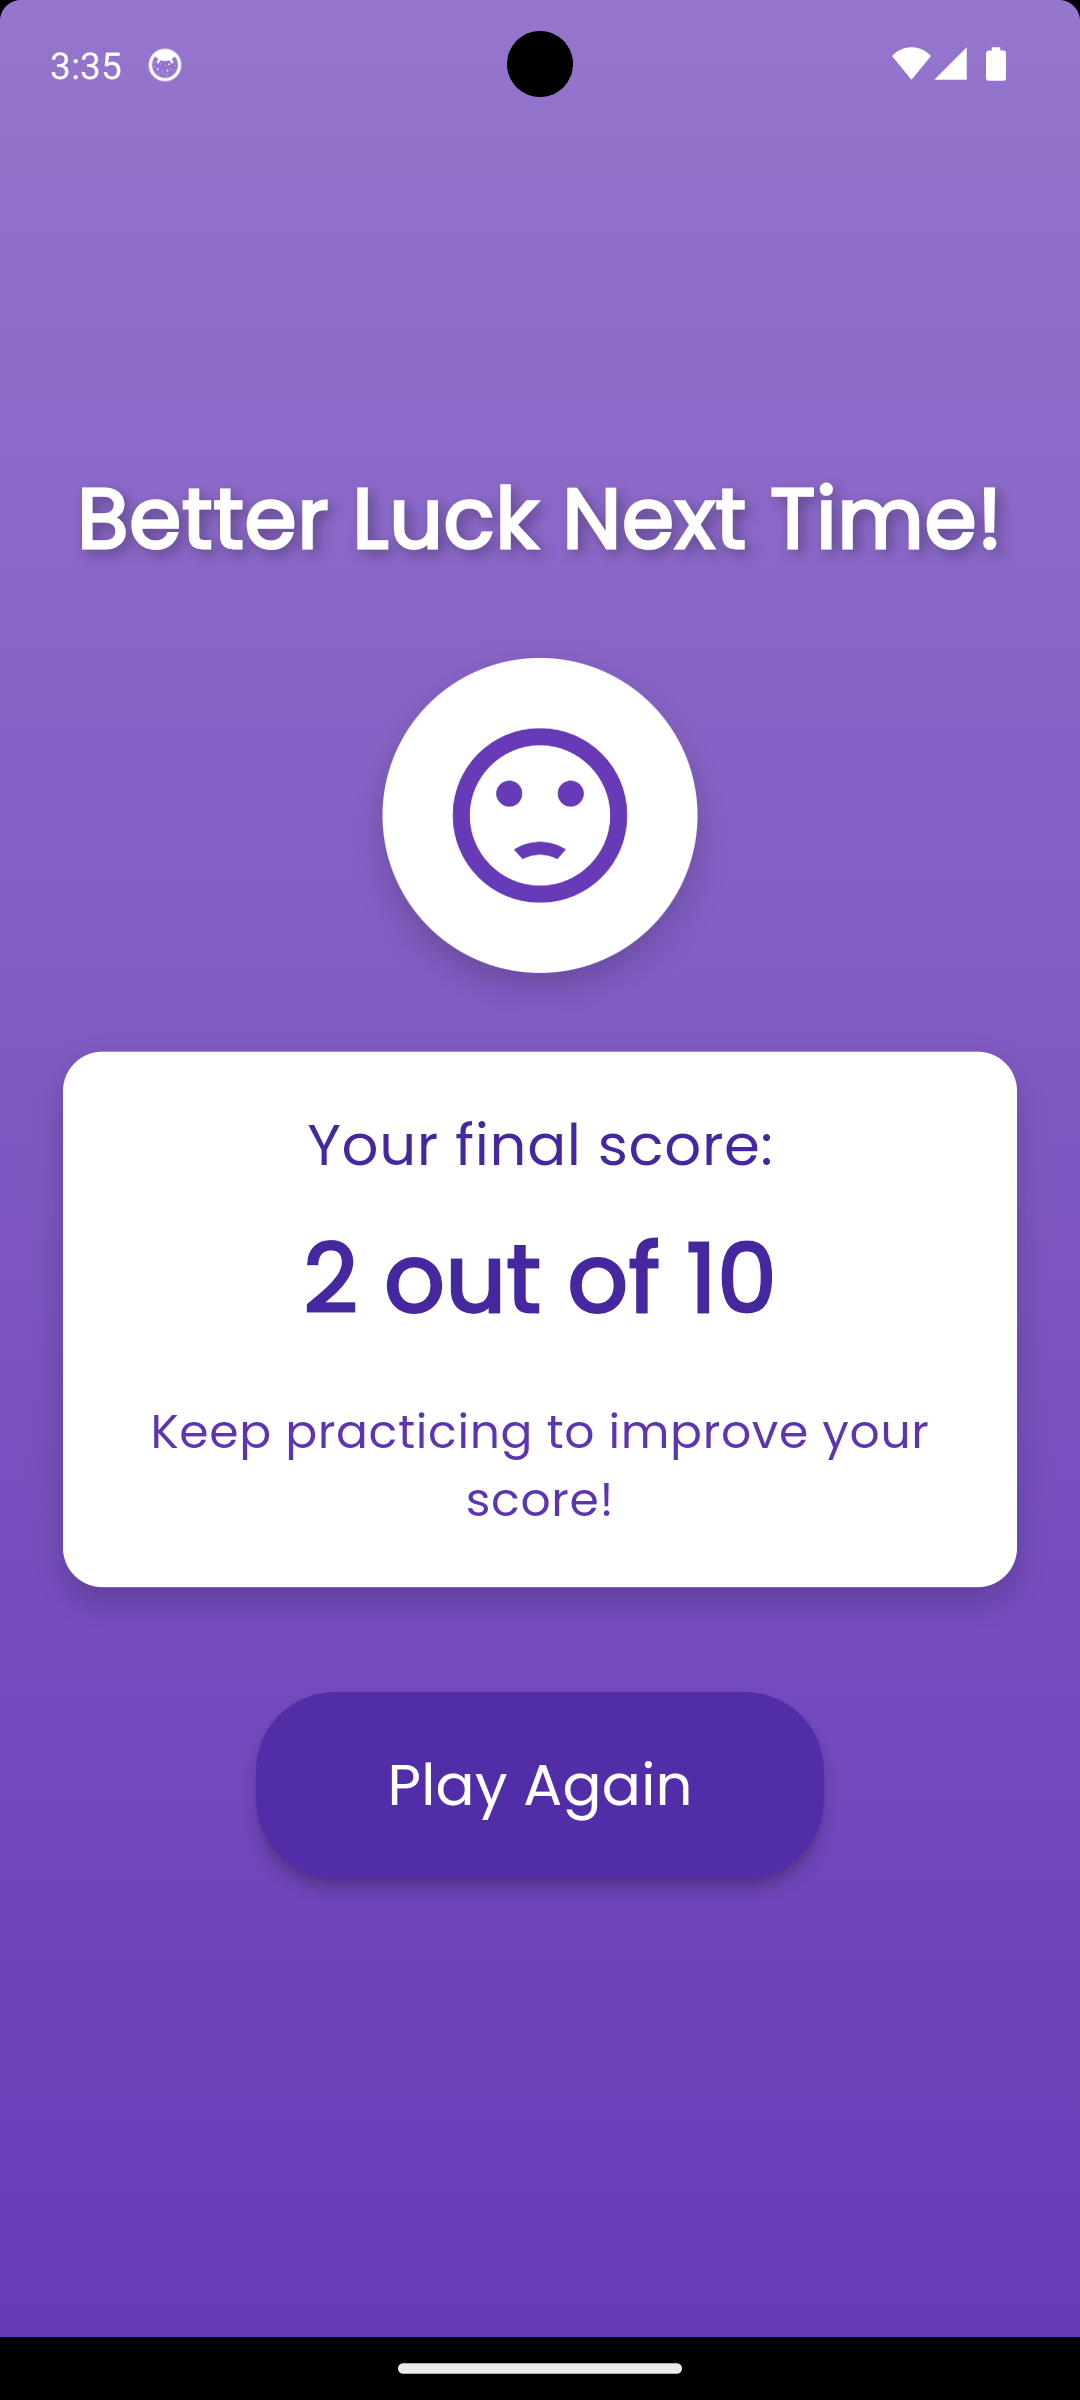 3:35
Better Luck Next Time!
Your final score:
2 out of 10
Keep practicing to improve your
score!
Play Again